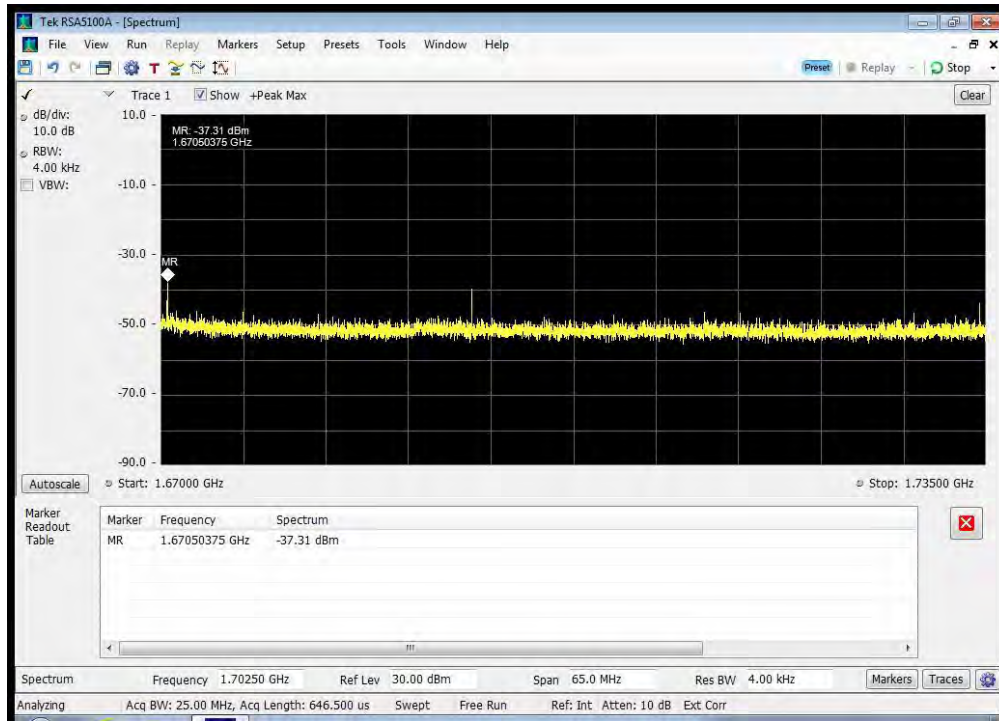 Tek RSA5100A - [Spectrum]
File View Run Replay Markers Setup Presets Tools Window Help
T
Preset Replay Stop
Trace 1 Show +Peak Max Clear
dB/div:
10.0 dB
RBW:
4.00 kHz
VBW:
10.0
-10.0
-30.0
-50.0
-70.0
-90.0
MR: -37.31 dBm
1.67050375 GHz
MR
Autoscale Start: 1.67000 GHz Stop: 1.73500 GHz
Marker
Readout
Table
Marker Frequency Spectrum
MR 1.67050375 GHz -37.31 dBm
Spectrum Frequency 1.70250 GHz Ref Lev 30.00 dBm Span 65.0 MHz Res BW 4.00 kHz Markers Traces
Analyzing Acq BW: 25.00 MHz, Acq Length: 646.500 us Swept Free Run Ref: Int Atten: 10 dB Ext Corr